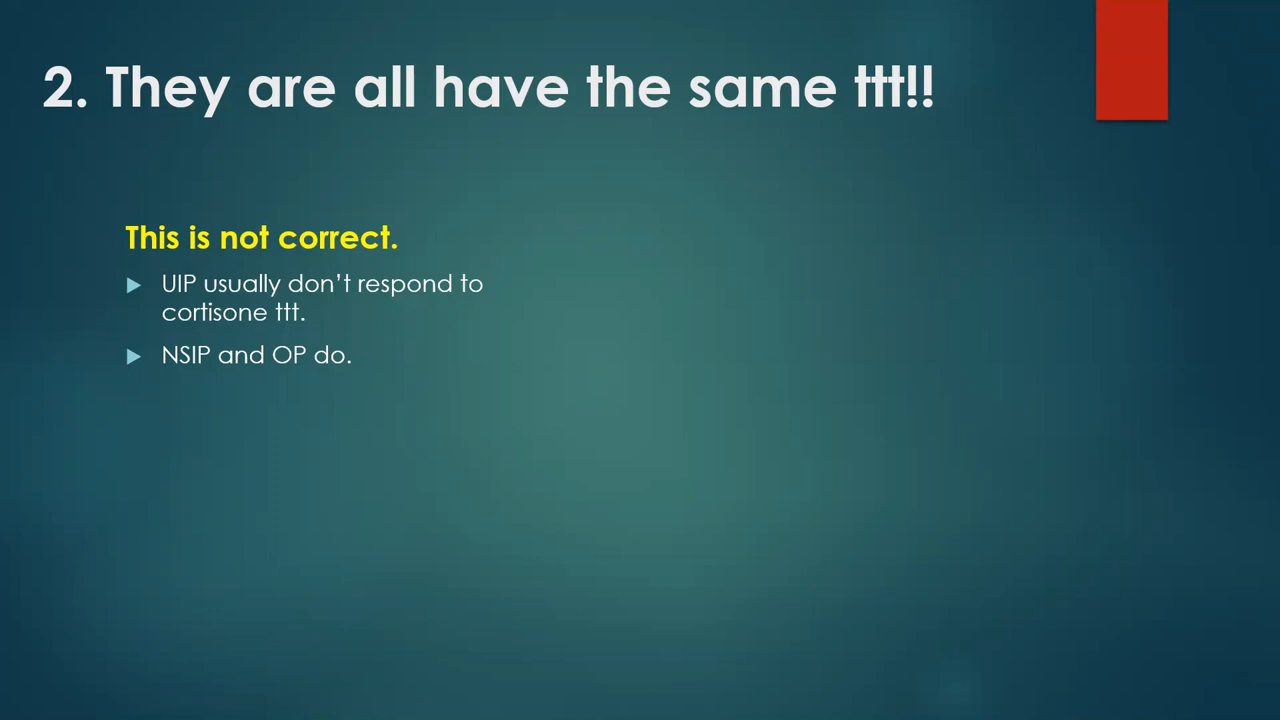 2. They are all have the same ttt!!
This is not correct.
UIP usually don’t respond to
cortisone ttt.
NSIP and OP do.